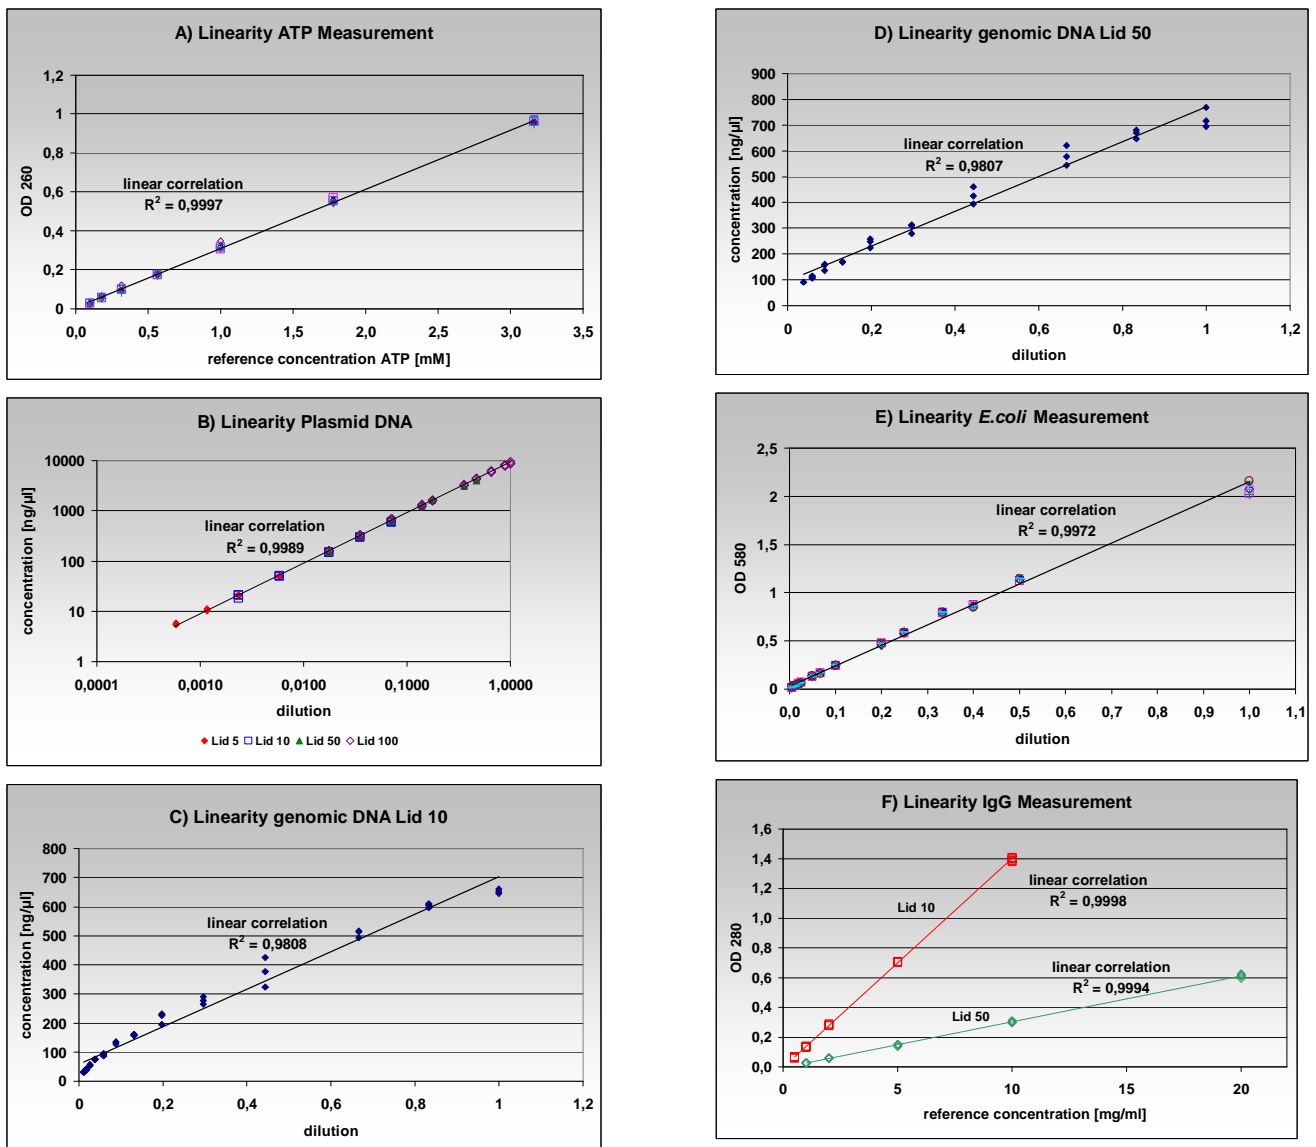 A) Linearity ATP Measurement
1,2
1
0,8
0,6
0,4
0,2
0
OD 260
linear correlation
R² = 0,9997
0,0 0,5 1,0 1,5 2,0 2,5 3,0 3,5
reference concentration ATP [mM]
B) Linearity Plasmid DNA
10000
1000
100
10
1
concentration [ng/µl]
linear correlation
R² = 0,9989
0,0001 0,0010 0,0100 0,1000 1,0000
dilution
Lid 5 Lid 10 Lid 50 Lid 100
C) Linearity genomic DNA Lid 10
800
700
600
500
400
300
200
100
0
concentration [ng/µl]
linear correlation
R² = 0,9808
0 0,2 0,4 0,6 0,8 1 1,2
dilution
D) Linearity genomic DNA Lid 50
900
800
700
600
500
400
300
200
100
0
concentration [ng/µl]
linear correlation
R² = 0,9807
0 0,2 0,4 0,6 0,8 1 1,2
dilution
E) Linearity E.coli Measurement
2,5
2
1,5
1
0,5
0
OD 580
linear correlation
R² = 0,9972
0,0 0,1 0,2 0,3 0,4 0,5 0,6 0,7 0,8 0,9 1,0 1,1
dilution
F) Linearity IgG Measurement
1,6
1,4
1,2
1,0
0,8
0,6
0,4
0,2
0,0
OD 280
Lid 10
linear correlation
R² = 0,9998
linear correlation
R² = 0,9994
Lid 50
0 5 10 15 20
reference concentration [mg/ml]